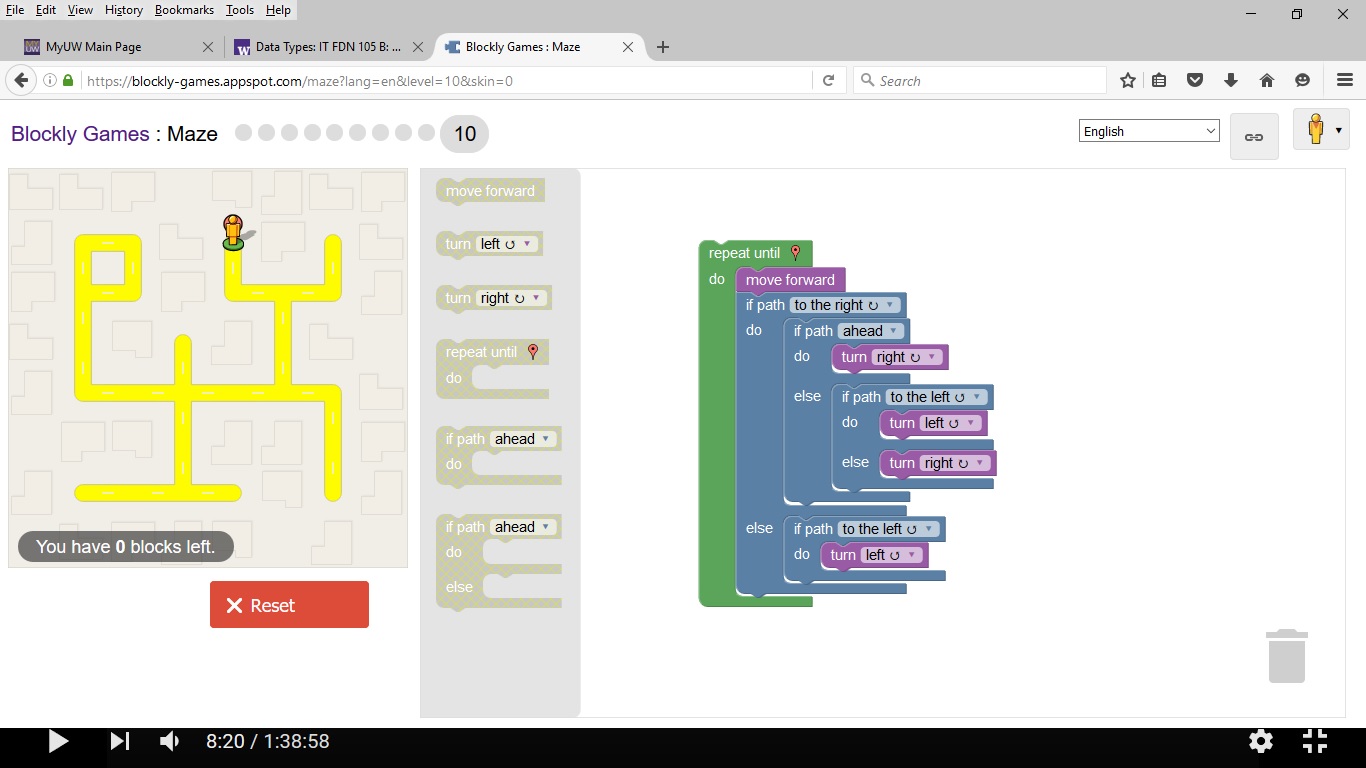 File Edit View History Bookmarks Tools Help
MyUW Main Page
Data Types: IT FDN 105 B: ...
Blockly Games : Maze
https://blockly-games.appspot.com/maze?lang=en&level=10&skin=0
Search
Blockly Games : Maze 10
English
move forward
turn left
turn right
repeat until
do
if path ahead
do
if path ahead
do
else
repeat until
do move forward
if path to the right
do if path ahead
do turn right
else if path to the left
do turn left
else turn right
else if path to the left
do turn left
You have 0 blocks left.
Reset
8:20 / 1:38:58